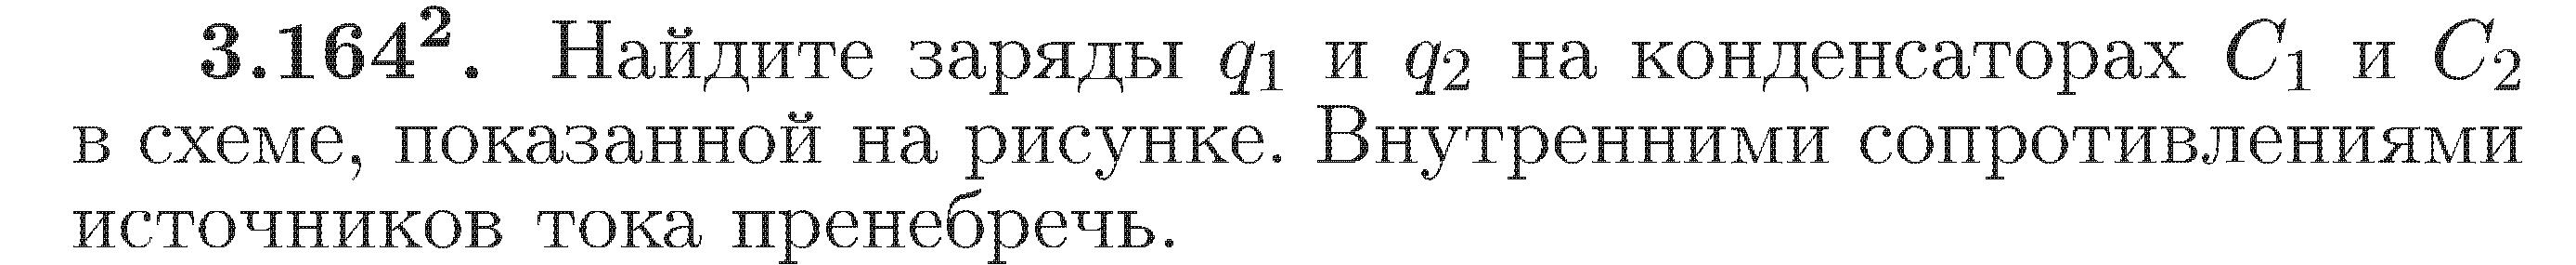 3.164². Найдите заряды q₁ и q₂ на конденсаторах C₁ и C₂
в схеме, показанной на рисунке. Внутренними сопротивлениями
источников тока пренебречь.